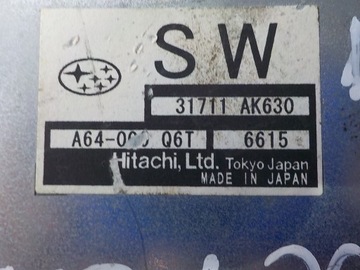 SW
31711 AK630
Q6T 6615
Hitachi, Ltd. Tokyo Japan
MADE IN JAPAN